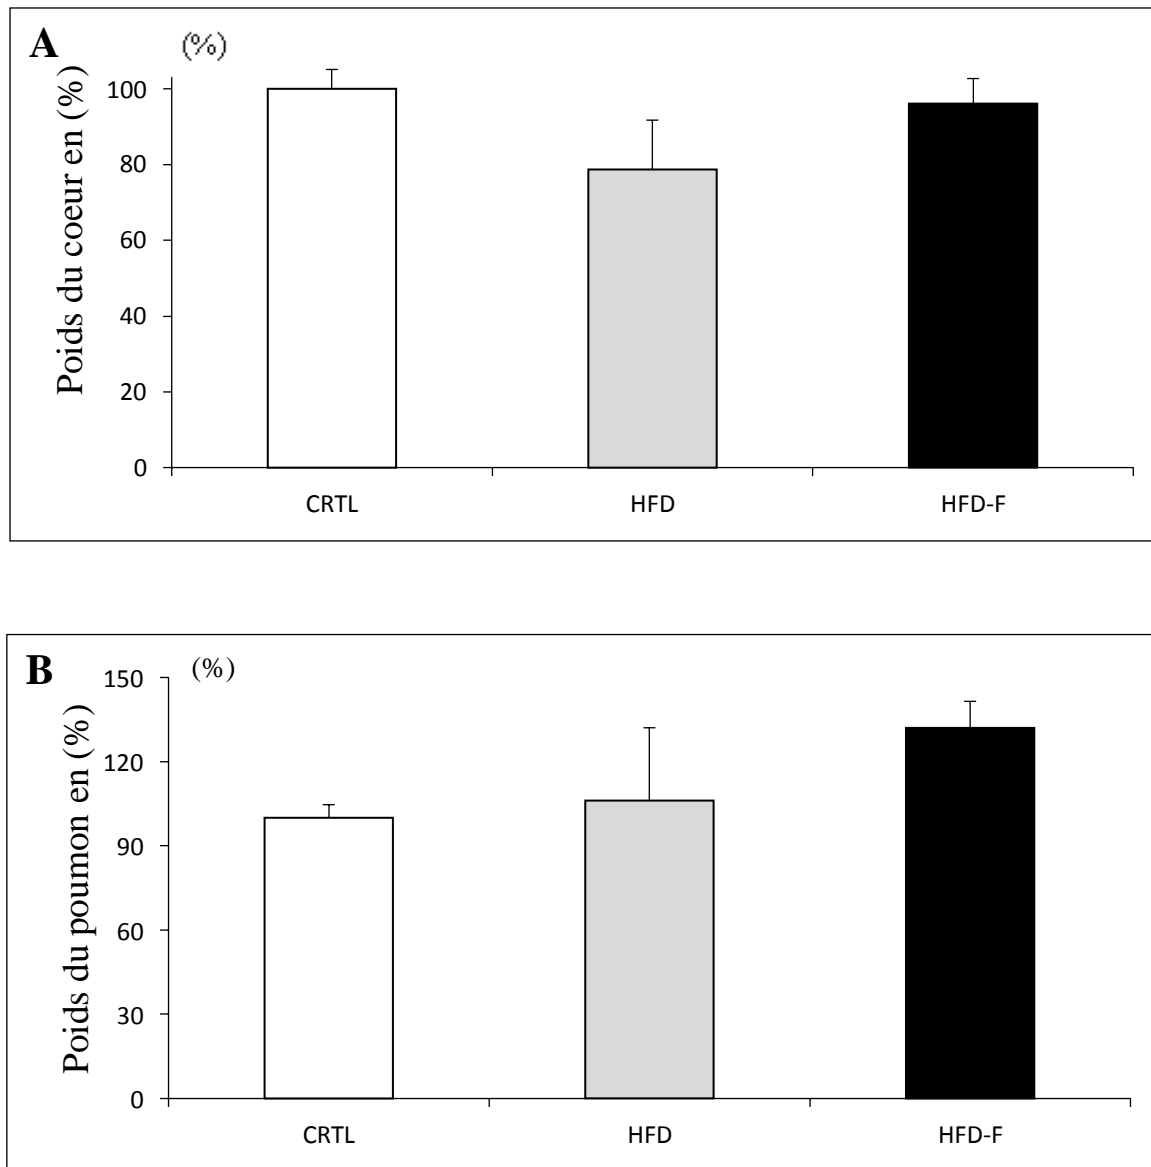 A
(%)
Poids du coeur en (%)
100
80
60
40
20
0
CRTL
HFD
HFD-F
B
(%)
Poids du poumon en (%)
150
120
90
60
30
0
CRTL
HFD
HFD-F